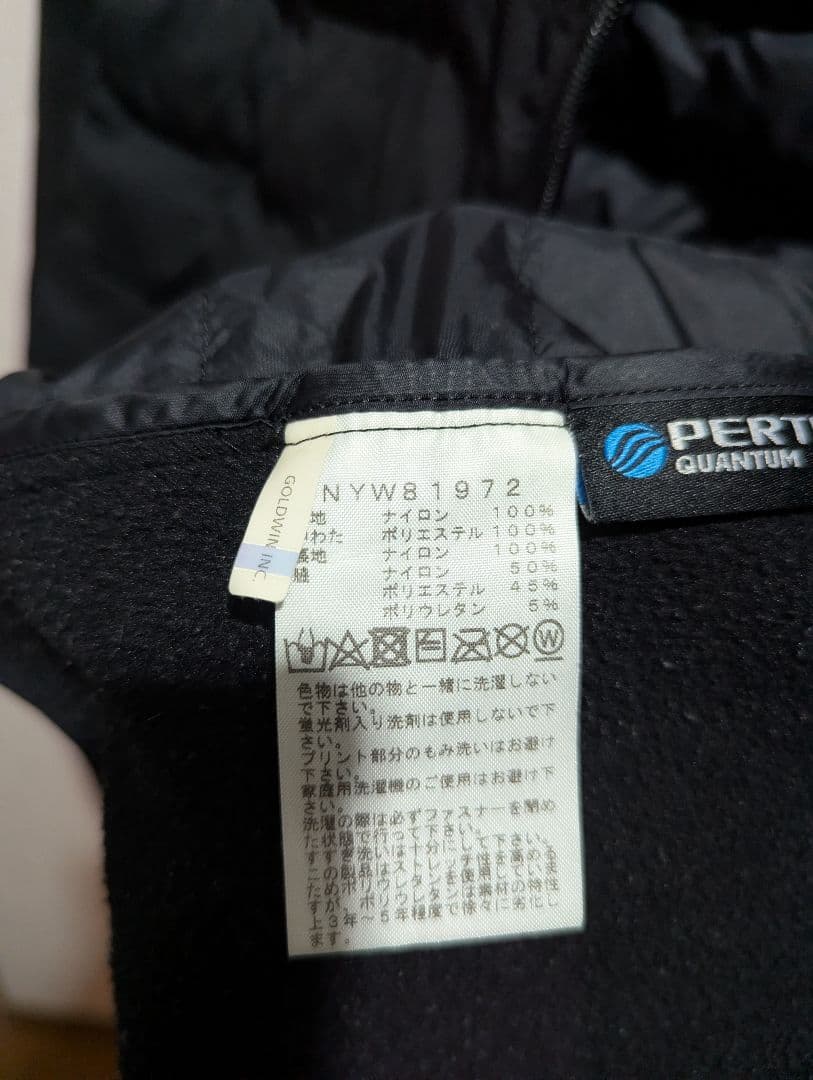 PERT
QUANTUM
GOLDWIN INC.
NYW81972
地 ナイロン 100%
わた ポリエステル 100%
裏地 ナイロン 100%
脇 ナイロン 50%
ポリエステル 45%
ポリウレタン 5%
W
色物は他の物と一緒に洗濯しない
で下さい。
蛍光剤入り洗剤は使用しないで下
さい。
プリント部分のもみ洗いはお避け
下さい。
家庭用洗濯機のご使用はお避け下
さい。
洗濯の際は必ずファスナーを閉め
た状態で行って下さい。
すすぎ洗いは十分にして下さい。
この製品はストレッチ性を高める
ためポリウレタンを使用していま
すが、ポリウレタンは素材の特性
上3年〜5年程度で徐々に劣化し
ます。